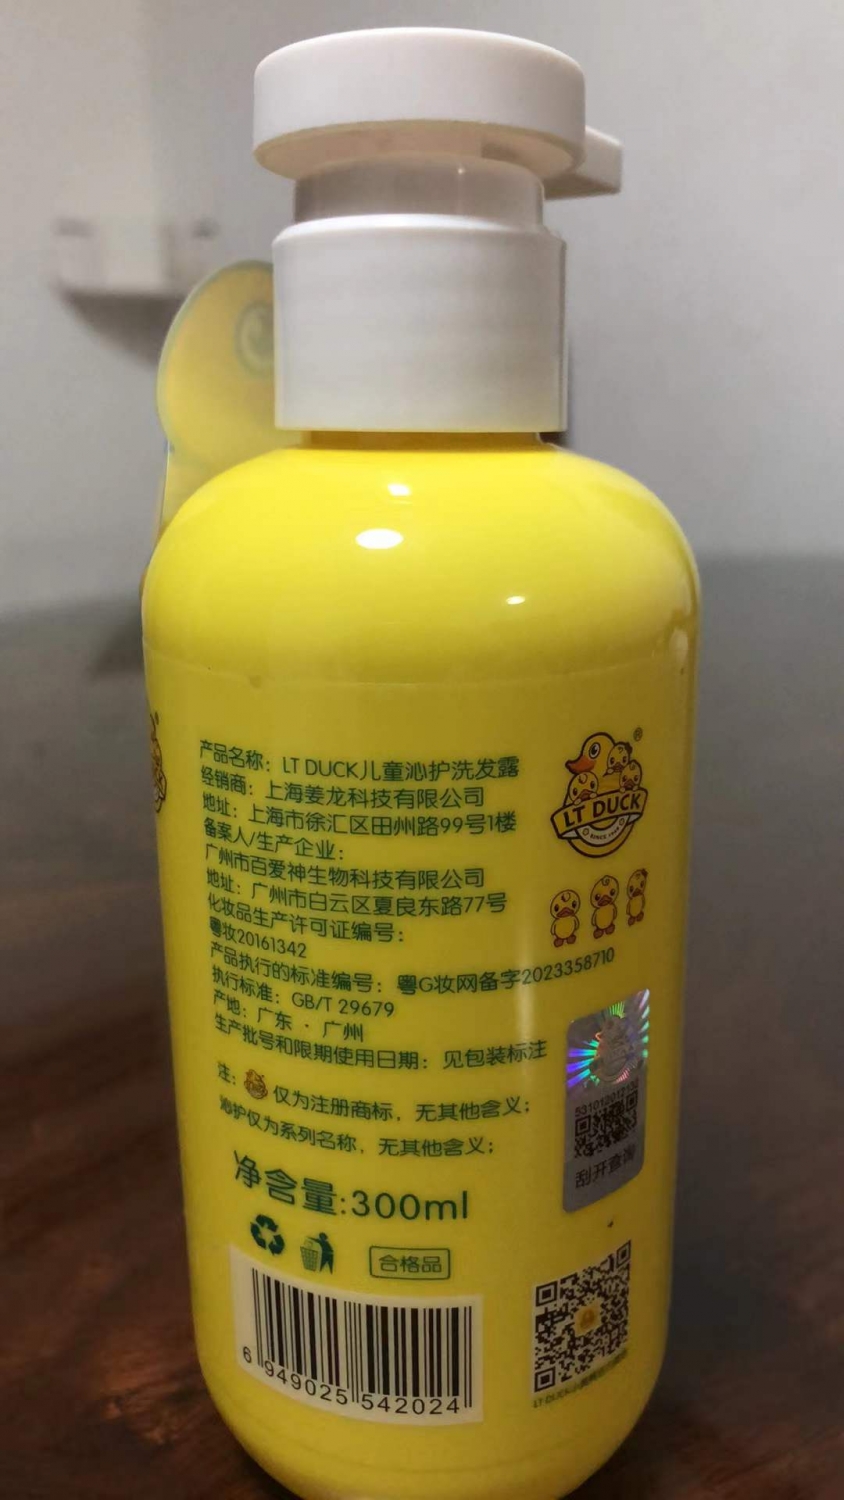 产品名称：LT DUCK儿童沁护洗发露
经销商：上海姜龙科技有限公司
地址：上海市徐汇区田州路99号1楼
备案人/生产企业：
广州市百爱神生物科技有限公司
地址：广州市白云区夏良东路77号
化妆品生产许可证编号：
粤妆20161342
产品执行的标准编号：粤G妆网备字2023358710
执行标准：GB/T 29679
产地：广东·广州
生产批号和限期使用日期：见包装标注
注：仅为注册商标，无其他含义；
沁护仅为系列名称，无其他含义；
净含量:300ml
合格品
6 949025 542024
®
LT DUCK
刮开查询